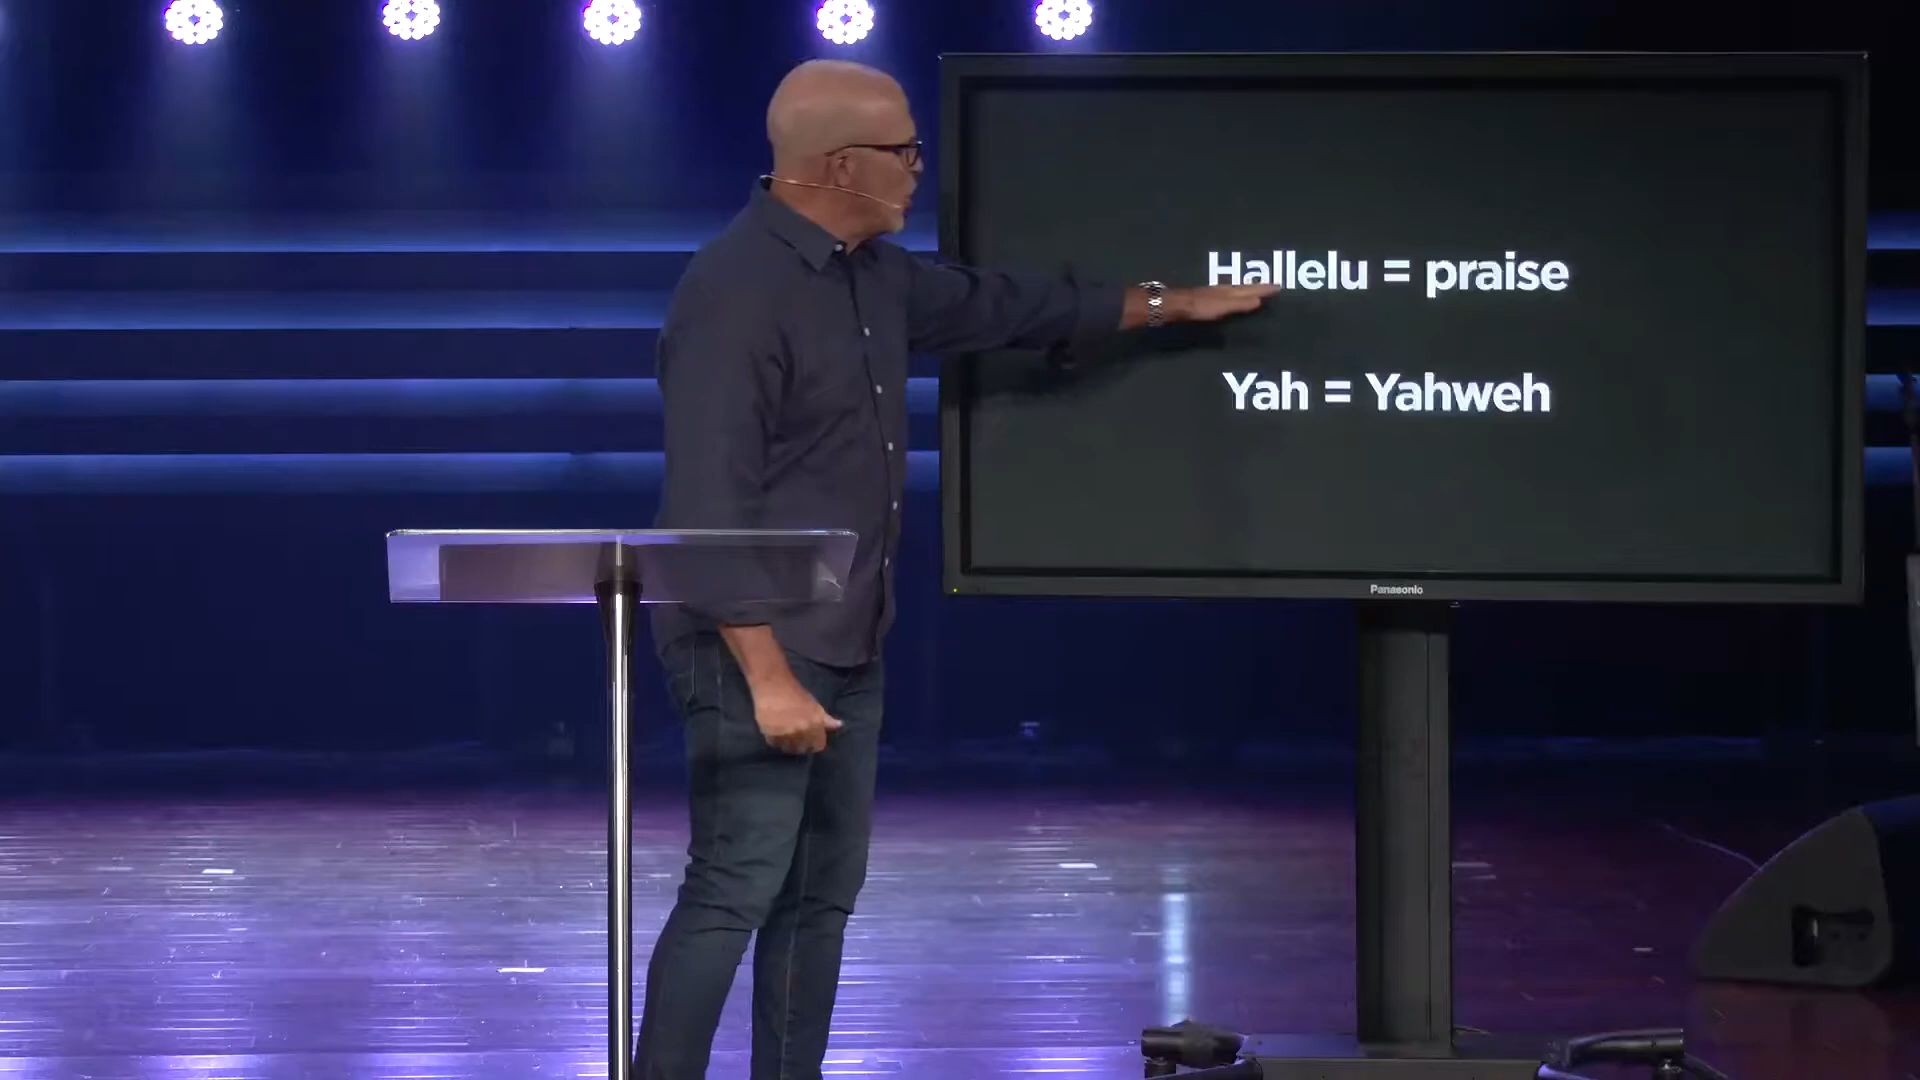 Hallelu = praise
Yah = Yahweh
Panasonic